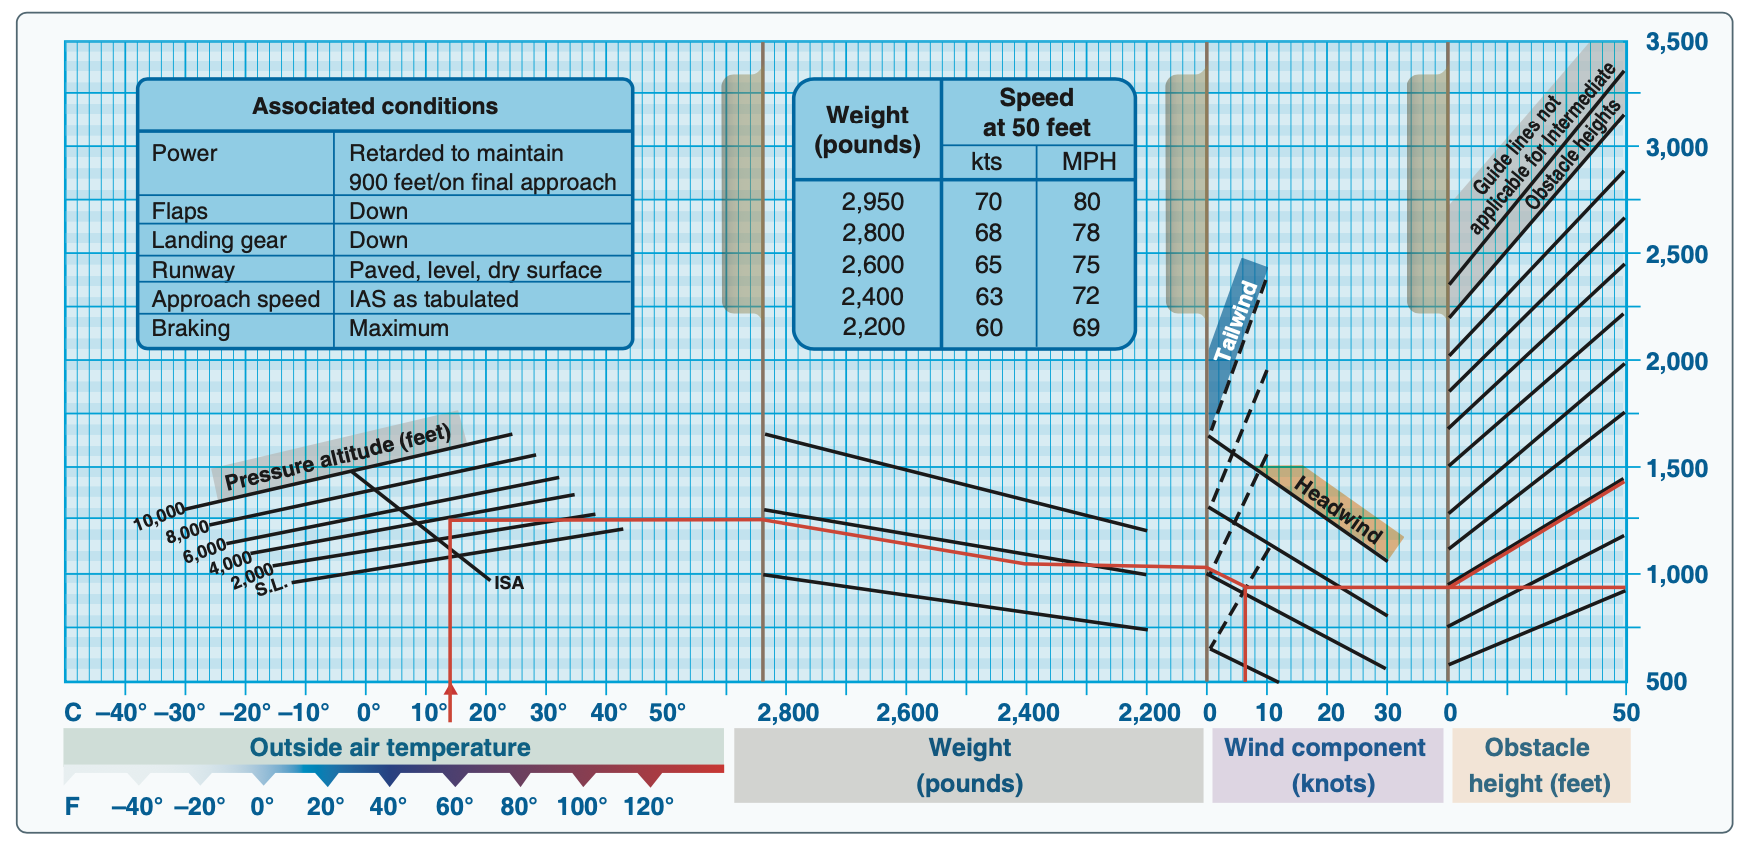 Associated conditions
Power
Retarded to maintain
900 feet/on final approach
Flaps
Down
Landing gear
Down
Runway
Paved, level, dry surface
Approach speed
IAS as tabulated
Braking
Maximum
Weight
(pounds)
Speed
at 50 feet
kts
MPH
2,950 70 80
2,800 68 78
2,600 65 75
2,400 63 72
2,200 60 69
Guide lines not
applicable for Intermediate
Obstacle heights
3,500
3,000
2,500
2,000
1,500
1,000
500
Tailwind
Headwind
Pressure altitude (feet)
10,000
8,000
6,000
4,000
2,000
S.L.
ISA
C –40° –30° –20° –10° 0° 10° 20° 30° 40° 50°
2,800 2,600 2,400 2,200
0 10 20 30
0 50
Outside air temperature
F –40° –20° 0° 20° 40° 60° 80° 100° 120°
Weight
(pounds)
Wind component
(knots)
Obstacle
height (feet)